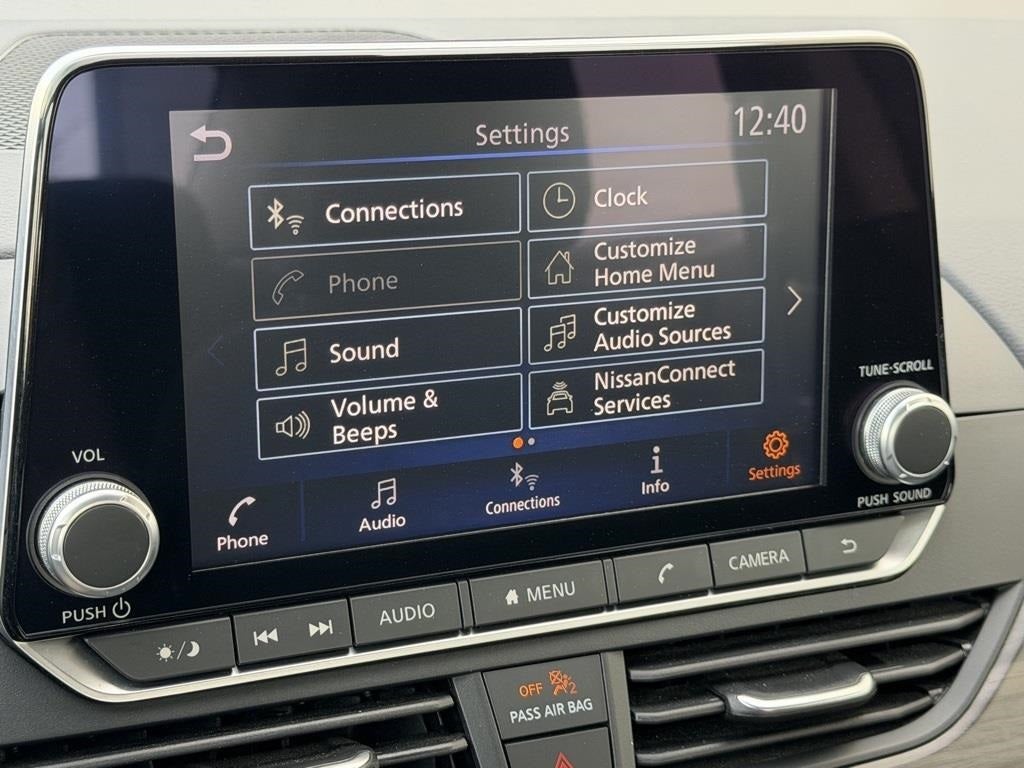 Settings
12:40
Connections
Clock
Phone
Customize
Home Menu
Sound
Customize
Audio Sources
Volume &
Beeps
NissanConnect
Services
Phone
Audio
Connections
Info
Settings
VOL
PUSH
TUNE·SCROLL
PUSH SOUND
AUDIO
MENU
CAMERA
OFF
2
PASS AIR BAG